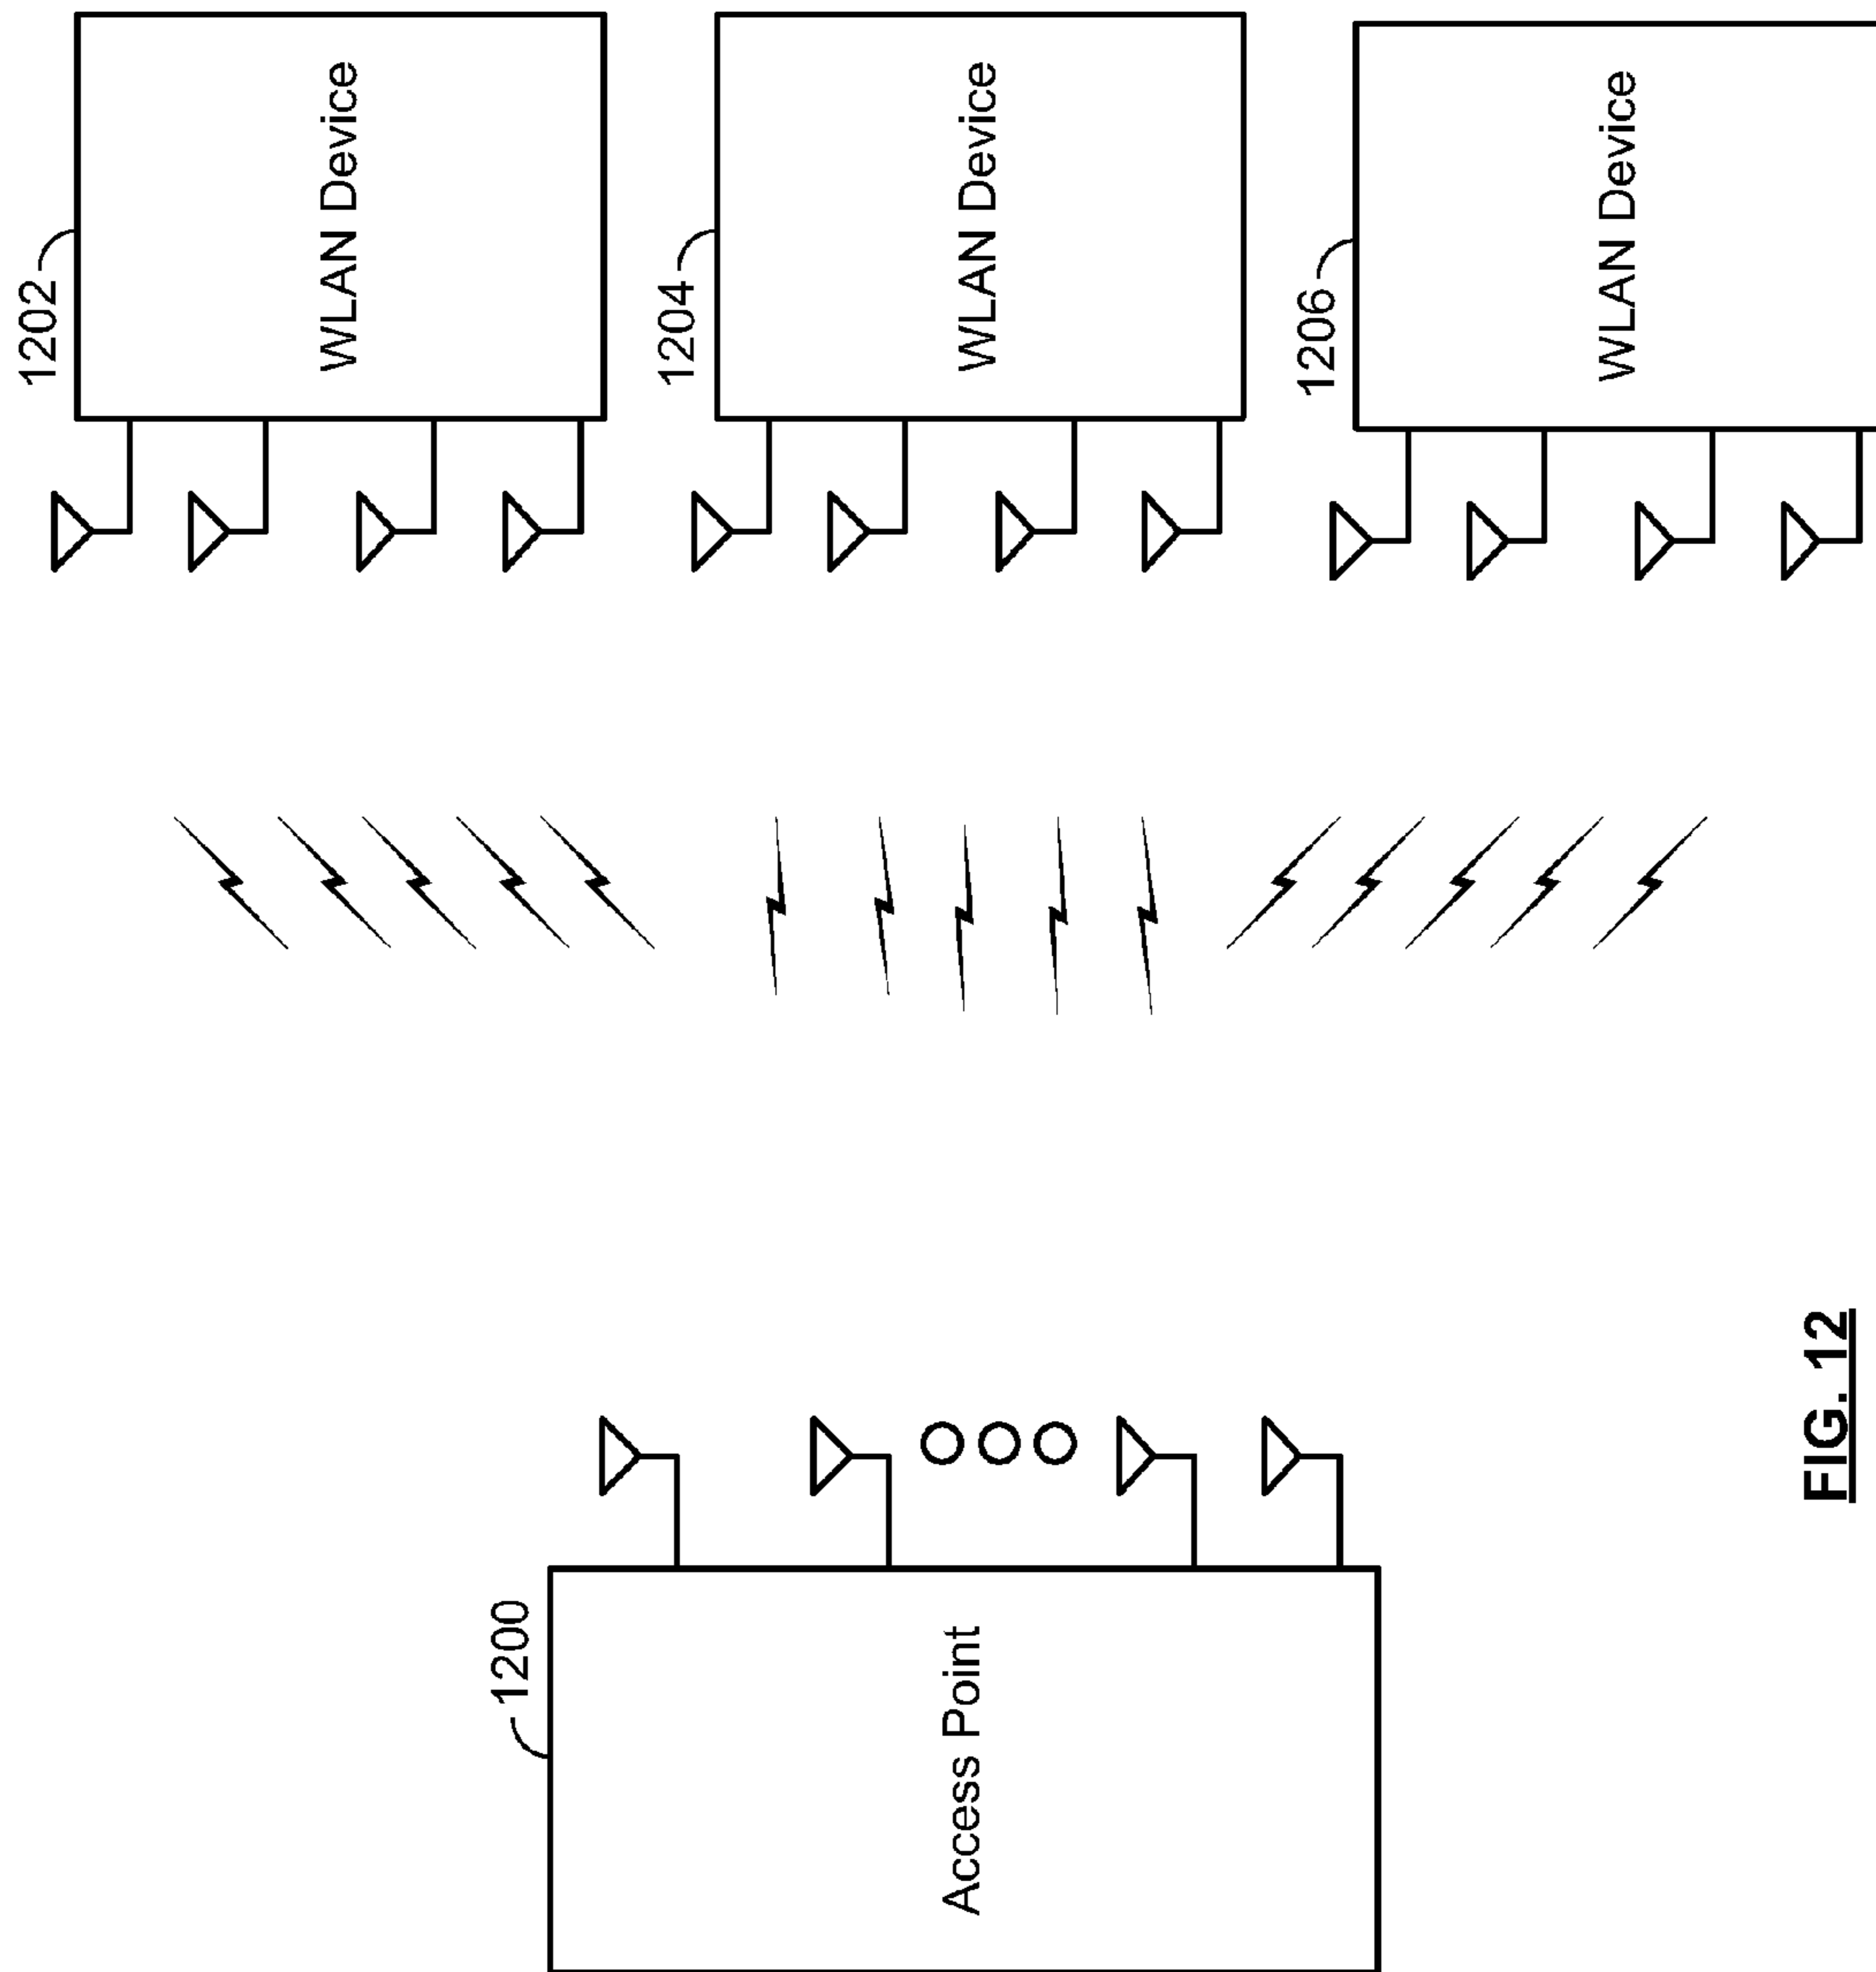 1202
WLAN Device
1204
WLAN Device
1206
WLAN Device
1200
Access Point
FIG. 12